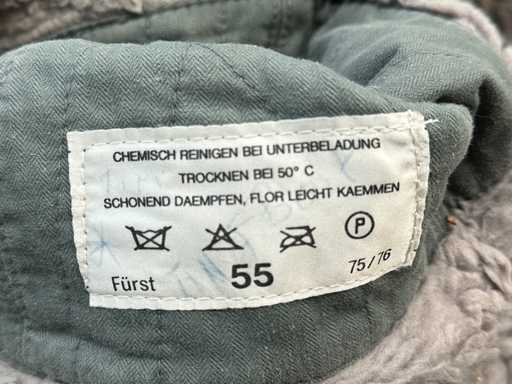 CHEMISCH REINIGEN BEI UNTERBELADUNG
TROCKNEN BEI 50° C
SCHONEND DAEMPFEN, FLOR LEICHT KAEMMEN
P
Fürst 55 75/76